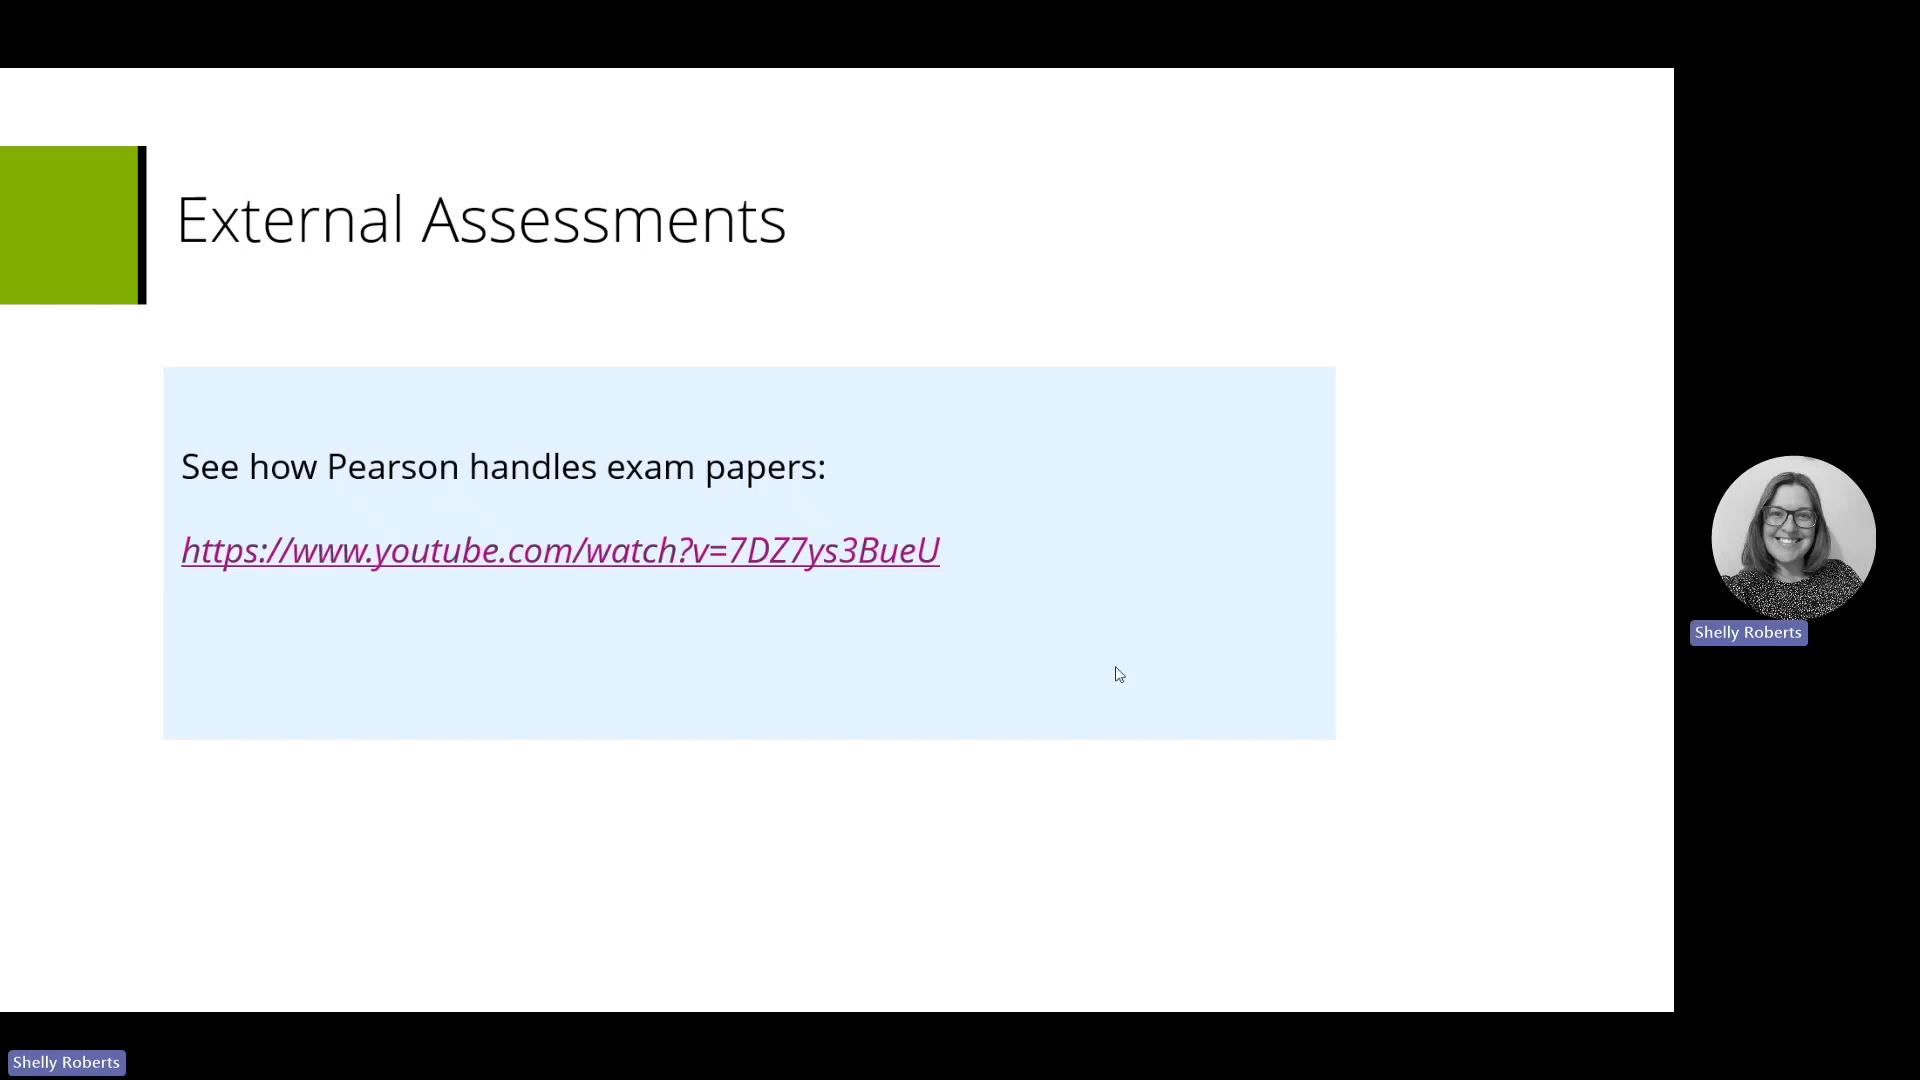 External Assessments
See how Pearson handles exam papers:
https://www.youtube.com/watch?v=7DZ7ys3BueU
Shelly Roberts
Shelly Roberts